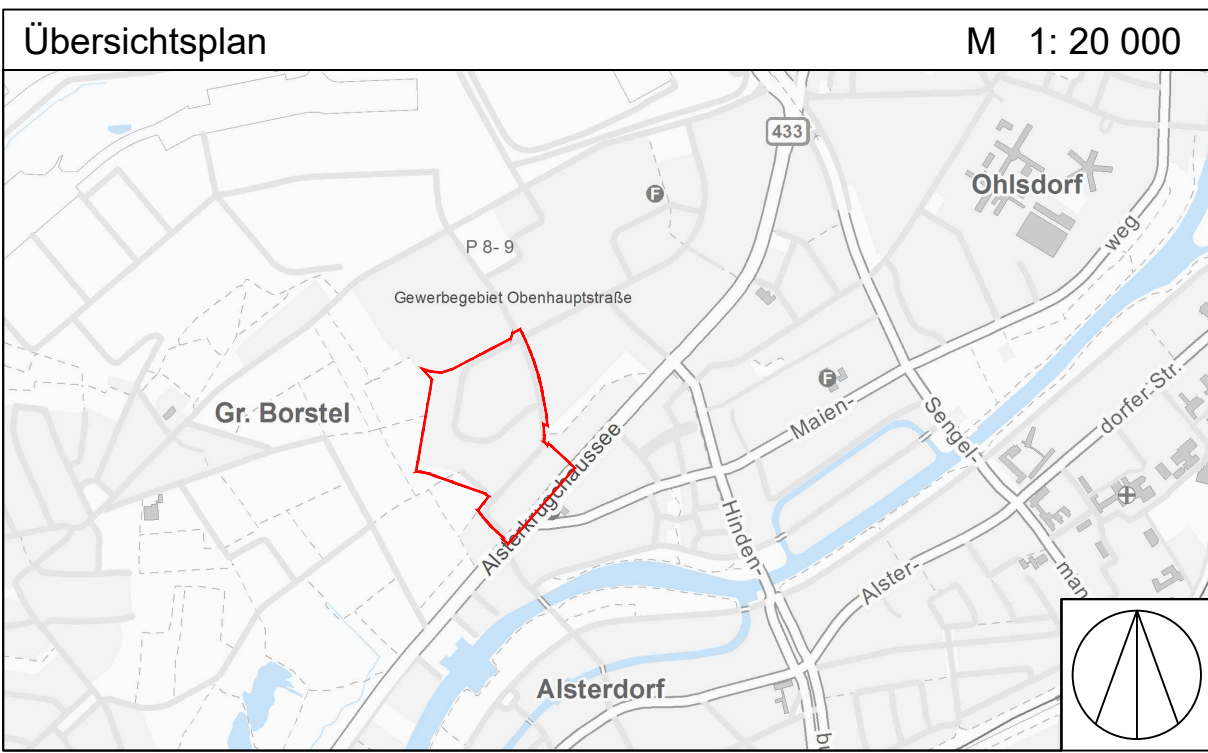 Übersichtsplan
M 1: 20 000
433
Ohlsdorf
F
weg
P 8- 9
Gewerbegebiet Obenhauptstraße
Gr. Borstel
F
Maien-
Sengel-
dorfer Str.
Alsterkrugchaussee
Hinden-
Alster-
man
Alsterdorf
bu